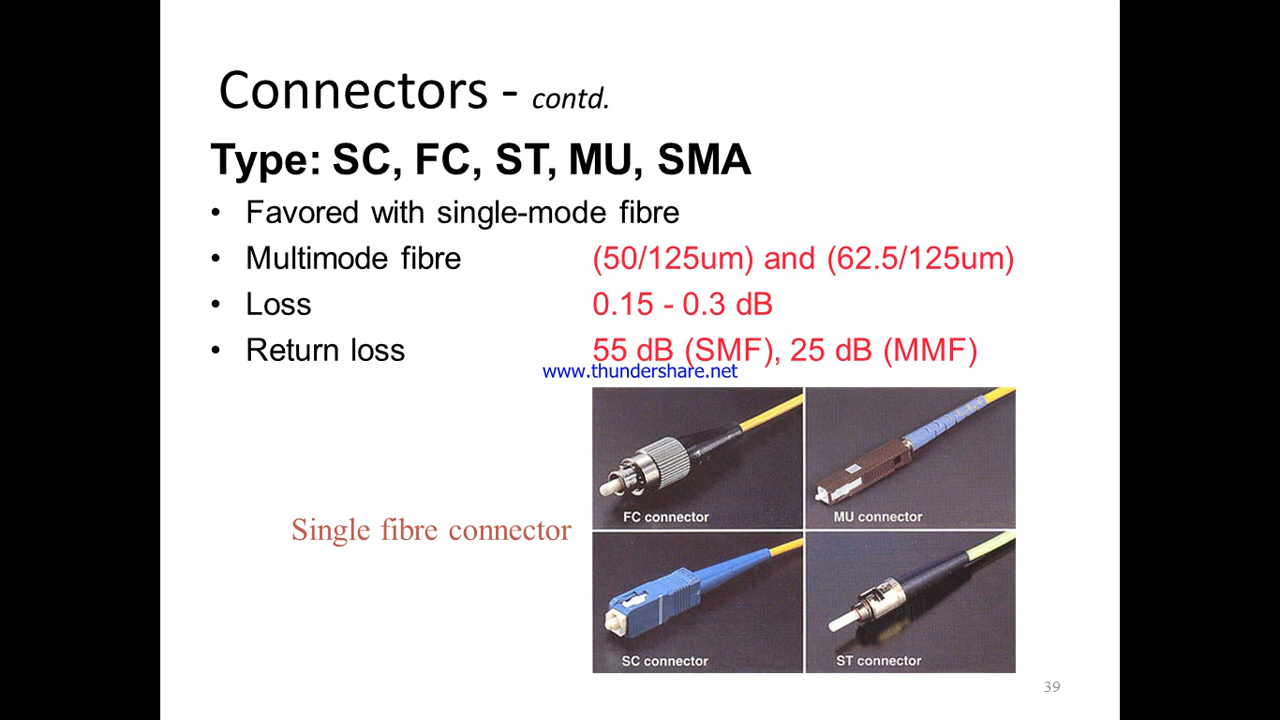 Connectors - contd.
Type: SC, FC, ST, MU, SMA
• Favored with single-mode fibre
• Multimode fibre (50/125um) and (62.5/125um)
• Loss 0.15 - 0.3 dB
• Return loss 55 dB (SMF), 25 dB (MMF)
www.thundershare.net
FC connector MU connector
Single fibre connector
SC connector ST connector
39